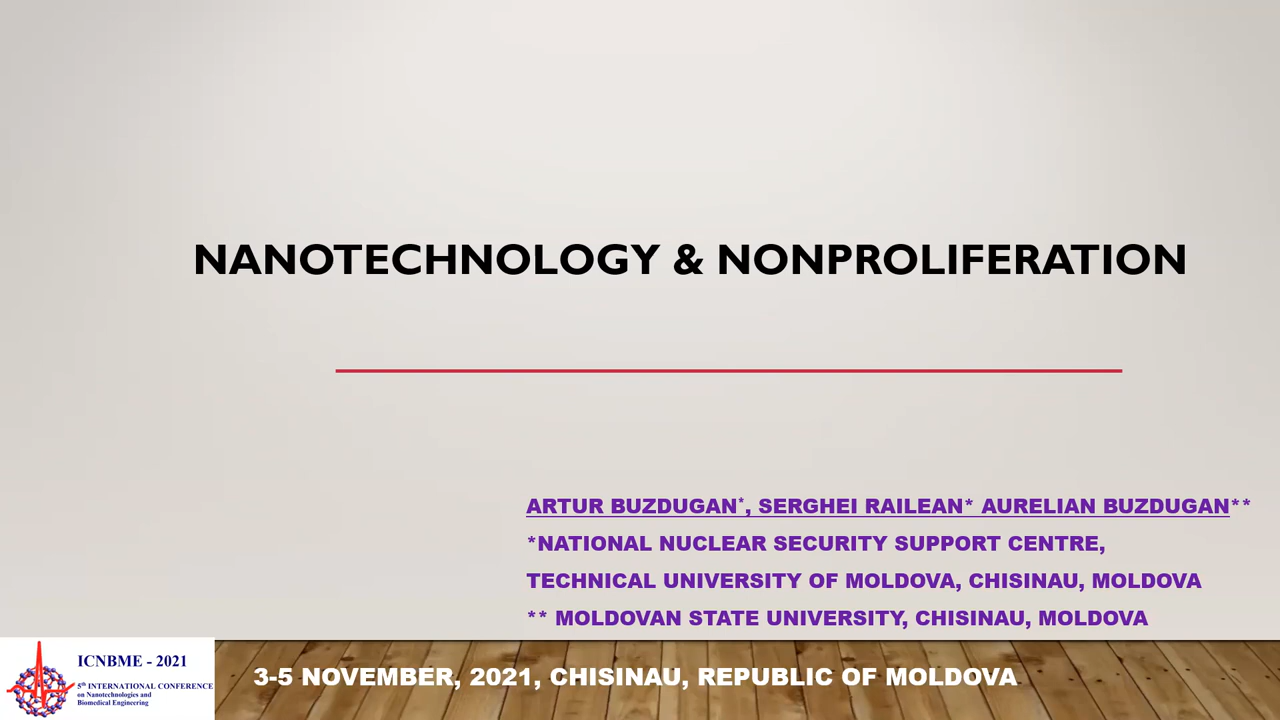 NANOTECHNOLOGY & NONPROLIFERATION
ARTUR BUZDUGAN*, SERGHEI RAILEAN* AURELIAN BUZDUGAN**
*NATIONAL NUCLEAR SECURITY SUPPORT CENTRE,
TECHNICAL UNIVERSITY OF MOLDOVA, CHISINAU, MOLDOVA
** MOLDOVAN STATE UNIVERSITY, CHISINAU, MOLDOVA
ICNBME - 2021
5th INTERNATIONAL CONFERENCE
on Nanotechnologies and
Biomedical Engineering
3-5 NOVEMBER, 2021, CHISINAU, REPUBLIC OF MOLDOVA